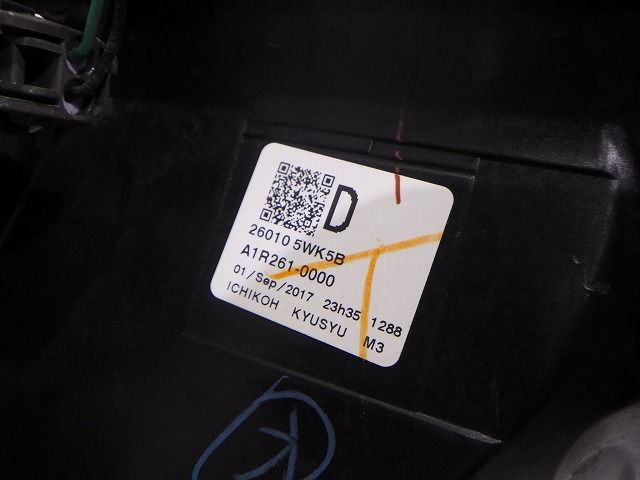 D
26010 5WK5B
A1R261-0000
01/Sep/2017 23h35 1288
ICHIKOH KYUSYU M3